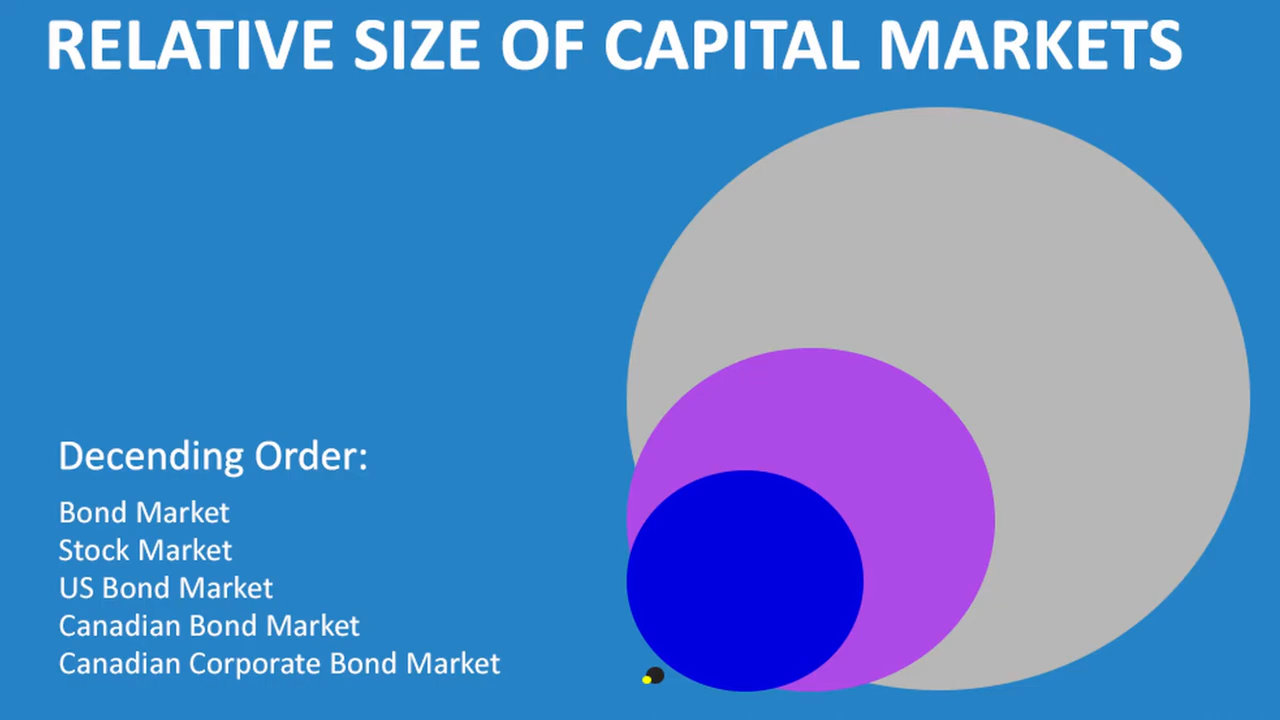 RELATIVE SIZE OF CAPITAL MARKETS
Decending Order:
Bond Market
Stock Market
US Bond Market
Canadian Bond Market
Canadian Corporate Bond Market